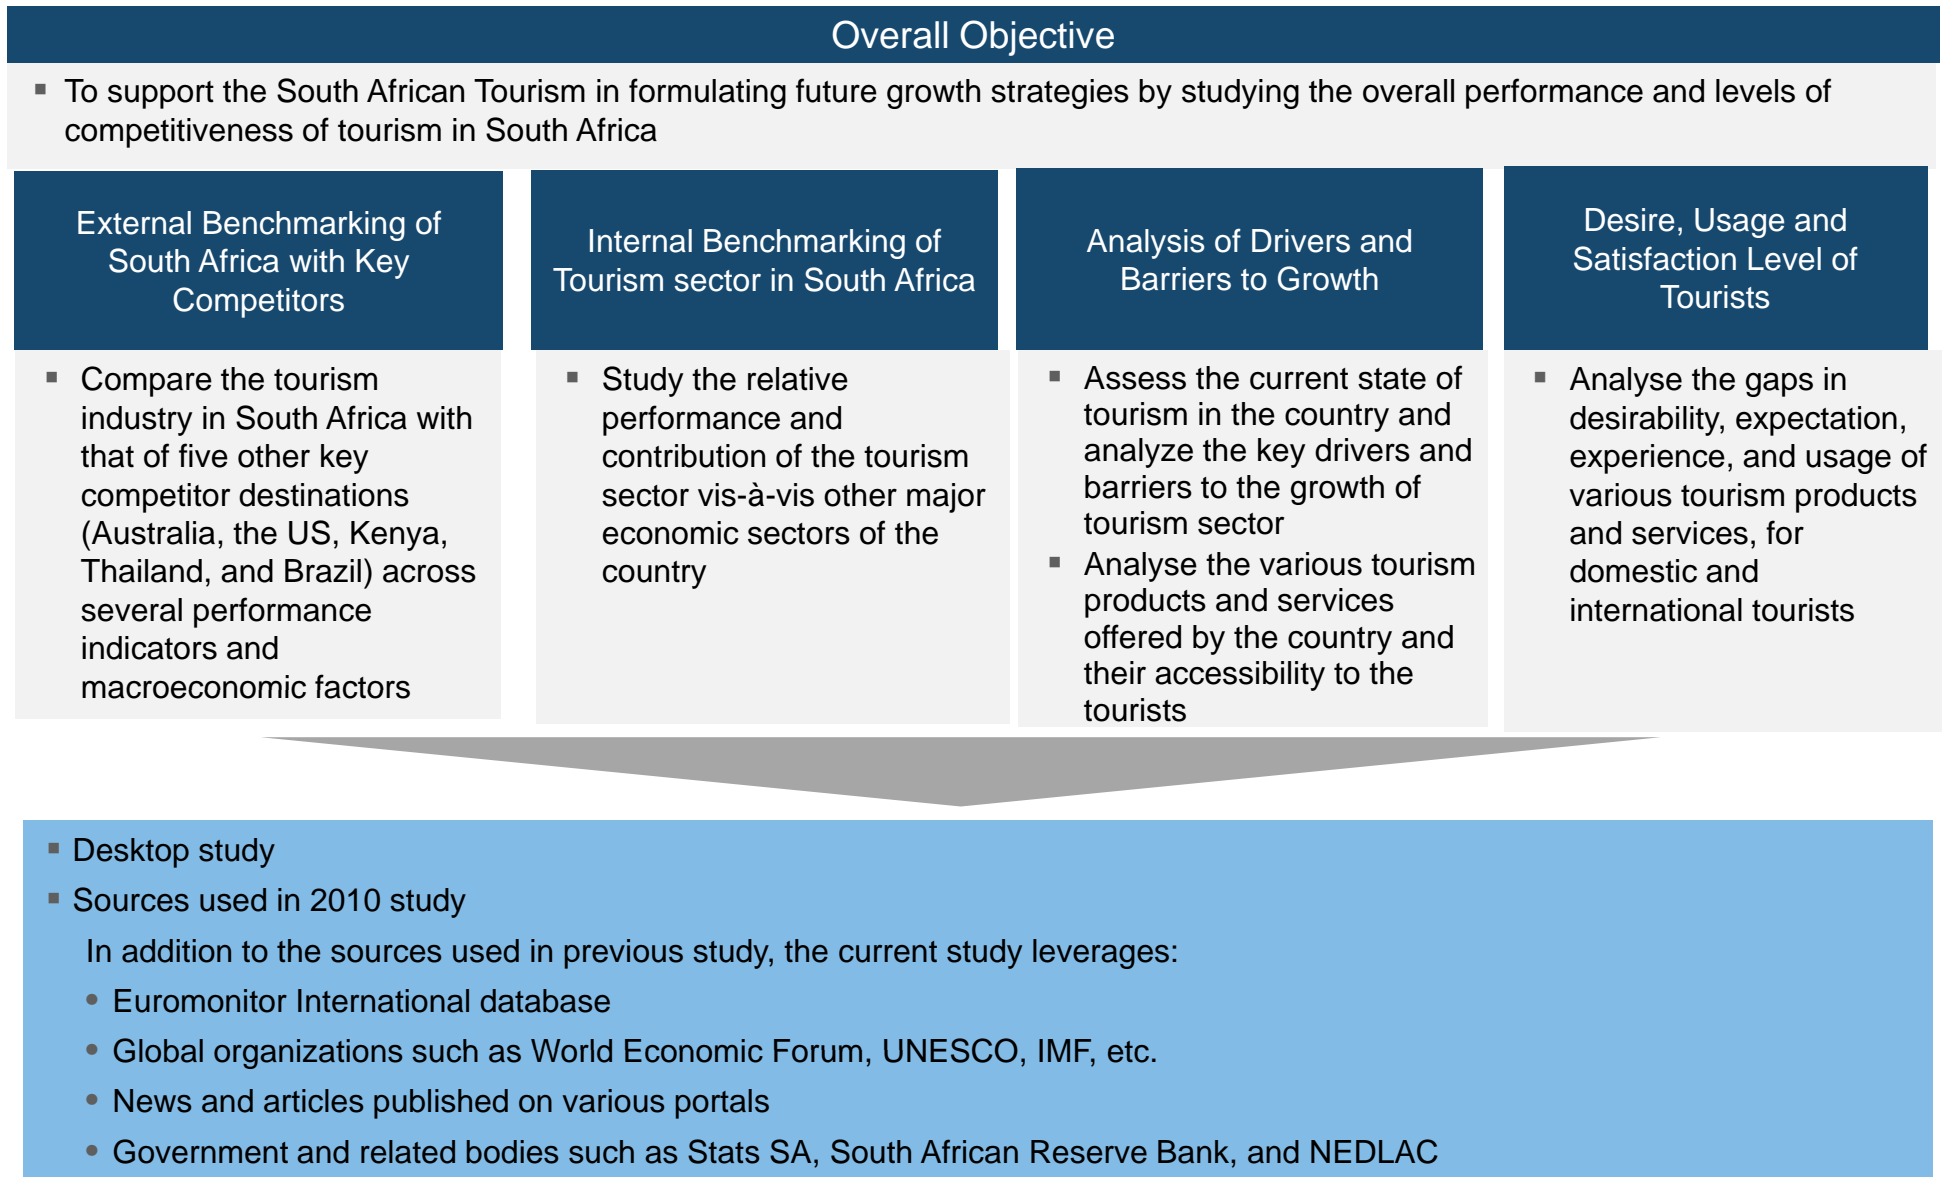 Overall Objective
▪ To support the South African Tourism in formulating future growth strategies by studying the overall performance and levels of
competitiveness of tourism in South Africa
External Benchmarking of
South Africa with Key
Competitors
▪ Compare the tourism
industry in South Africa with
that of five other key
competitor destinations
(Australia, the US, Kenya,
Thailand, and Brazil) across
several performance
indicators and
macroeconomic factors
Internal Benchmarking of
Tourism sector in South Africa
▪ Study the relative
performance and
contribution of the tourism
sector vis-à-vis other major
economic sectors of the
country
Analysis of Drivers and
Barriers to Growth
▪ Assess the current state of
tourism in the country and
analyze the key drivers and
barriers to the growth of
tourism sector
▪ Analyse the various tourism
products and services
offered by the country and
their accessibility to the
tourists
Desire, Usage and
Satisfaction Level of
Tourists
▪ Analyse the gaps in
desirability, expectation,
experience, and usage of
various tourism products
and services, for
domestic and
international tourists
▪ Desktop study
▪ Sources used in 2010 study
In addition to the sources used in previous study, the current study leverages:
• Euromonitor International database
• Global organizations such as World Economic Forum, UNESCO, IMF, etc.
• News and articles published on various portals
• Government and related bodies such as Stats SA, South African Reserve Bank, and NEDLAC